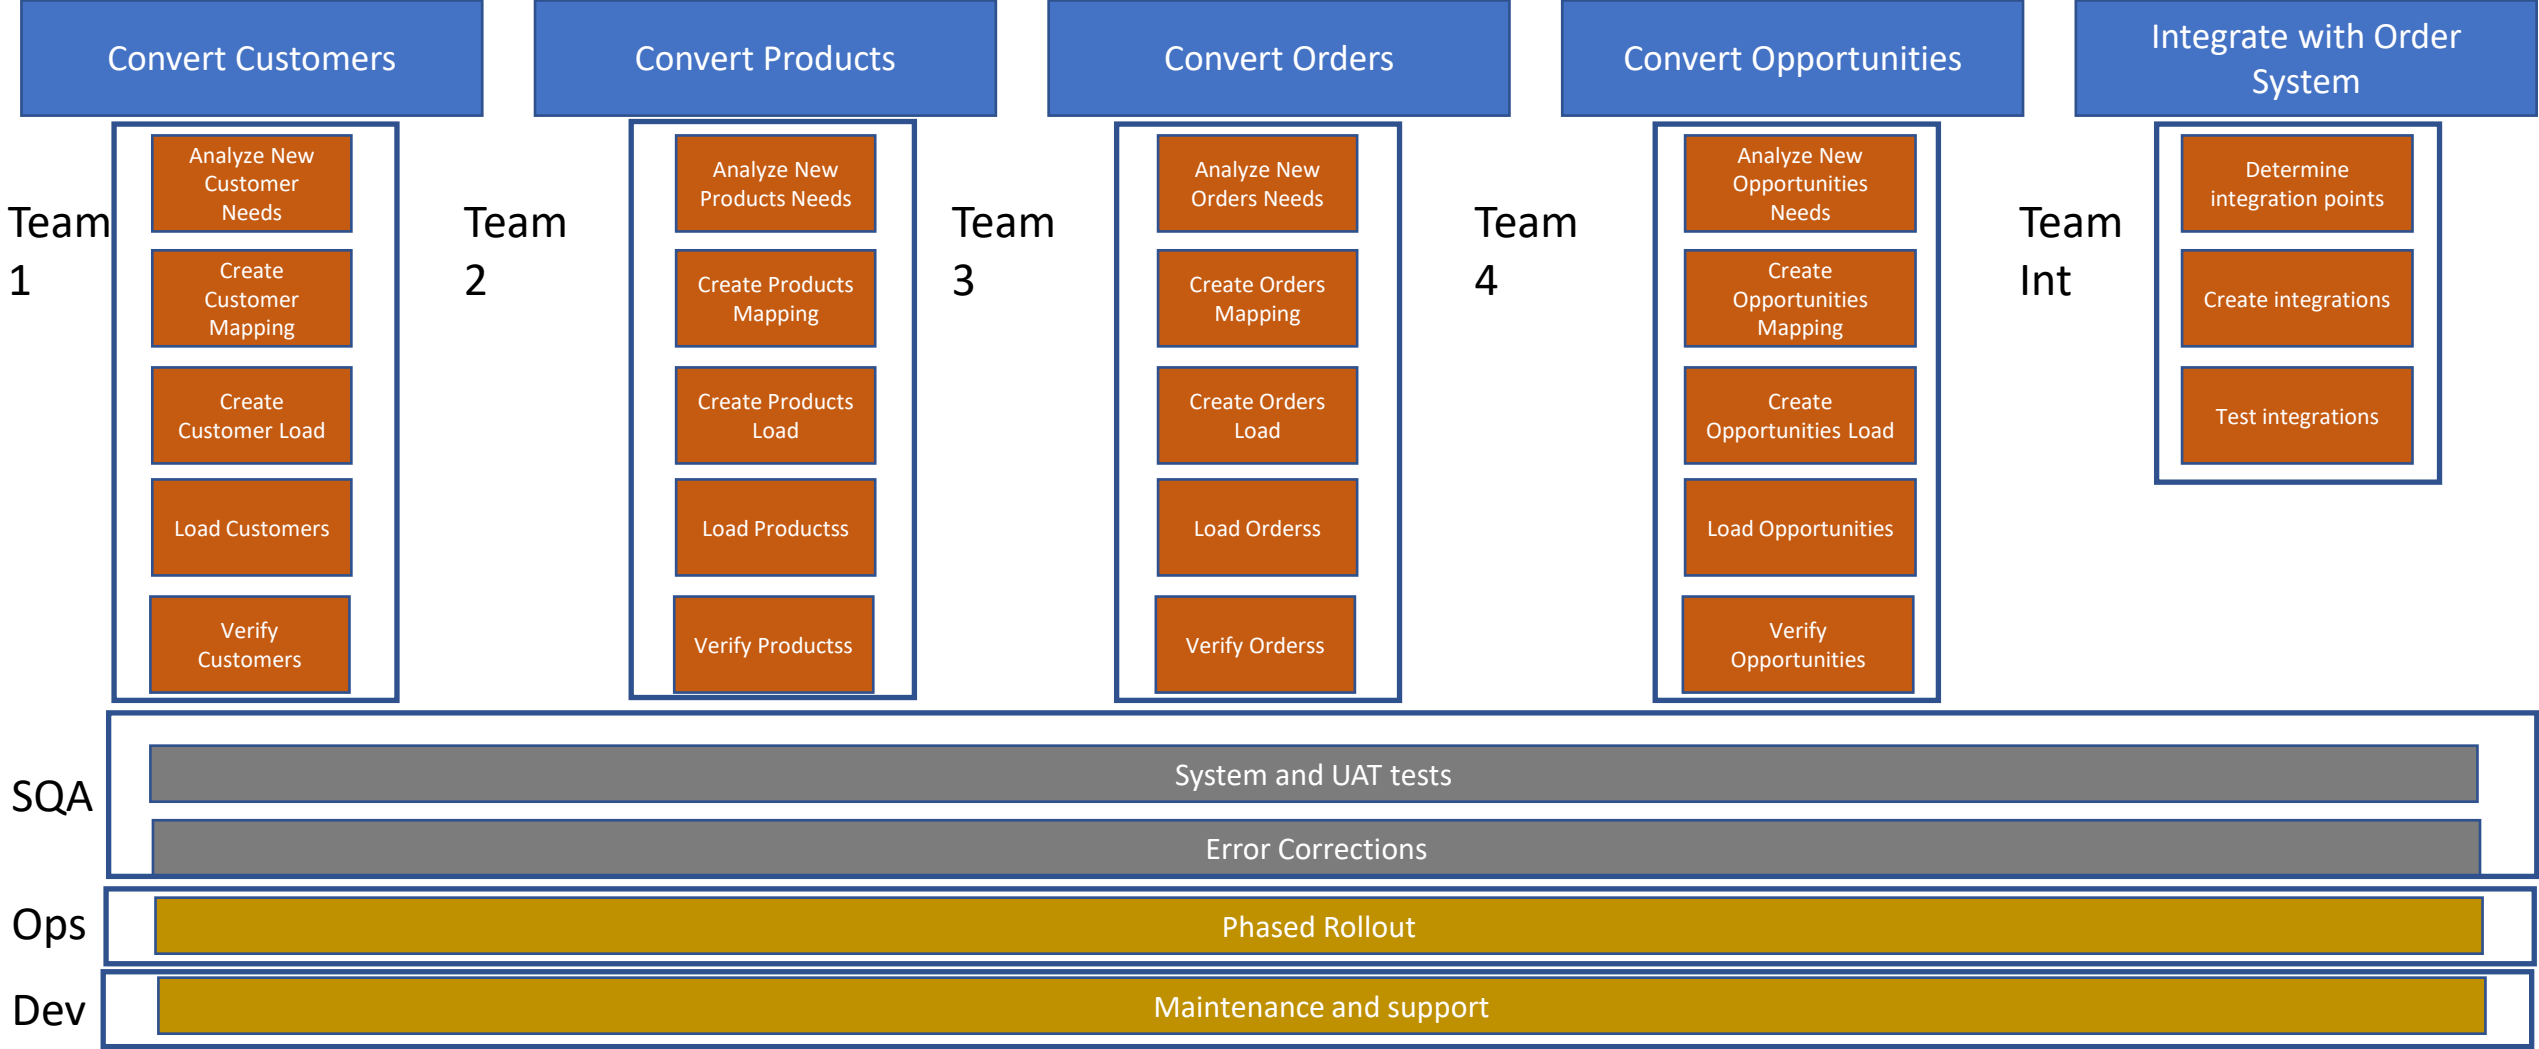 Convert Customers
Convert Products
Convert Orders
Convert Opportunities
Integrate with Order
System
Team
1
Analyze New
Customer
Needs
Create
Customer
Mapping
Create
Customer Load
Load Customers
Verify
Customers
Team
2
Analyze New
Products Needs
Create Products
Mapping
Create Products
Load
Load Productss
Verify Productss
Team
3
Analyze New
Orders Needs
Create Orders
Mapping
Create Orders
Load
Load Orderss
Verify Orderss
Team
4
Analyze New
Opportunities
Needs
Create
Opportunities
Mapping
Create
Opportunities Load
Load Opportunities
Verify
Opportunities
Team
Int
Determine
integration points
Create integrations
Test integrations
SQA
System and UAT tests
Error Corrections
Ops
Phased Rollout
Dev
Maintenance and support